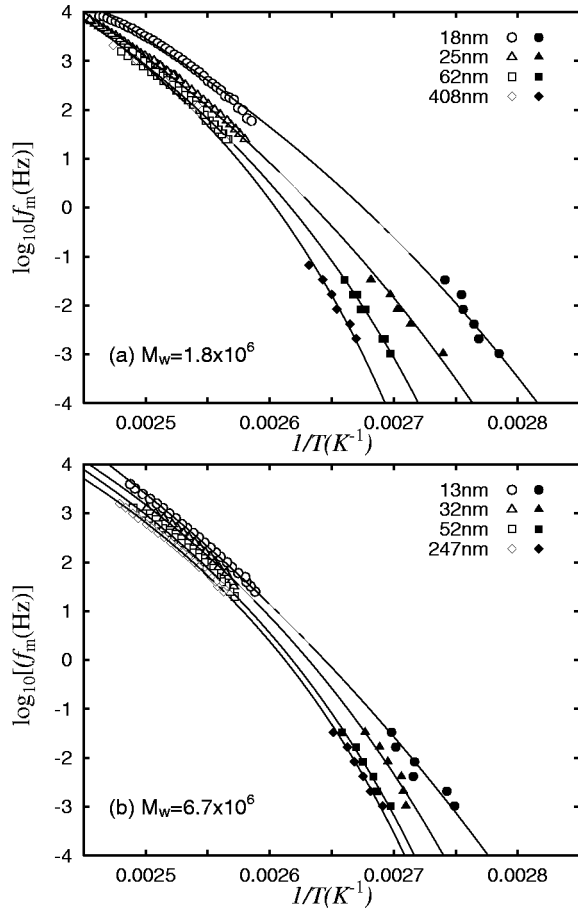 4
3
2
1
0
-1
-2
-3
-4
log10[fm(Hz)]
18nm
25nm
62nm
408nm
(a) Mw=1.8x10^6
0.0025 0.0026 0.0027 0.0028
1/T(K^-1)
4
3
2
1
0
-1
-2
-3
-4
log10[(fm(Hz)]
13nm
32nm
52nm
247nm
(b) Mw=6.7x10^6
0.0025 0.0026 0.0027 0.0028
1/T(K^-1)